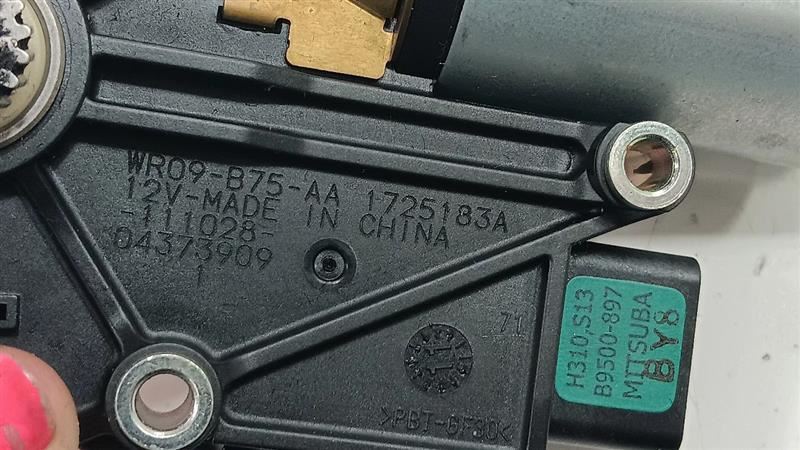 WR09-B75-AA 1725183A
12V-MADE IN CHINA
-111028-
04373909
1
71
11
>PBT-GF30<
H310,S13
B9500-897
MITSUBA
BY8